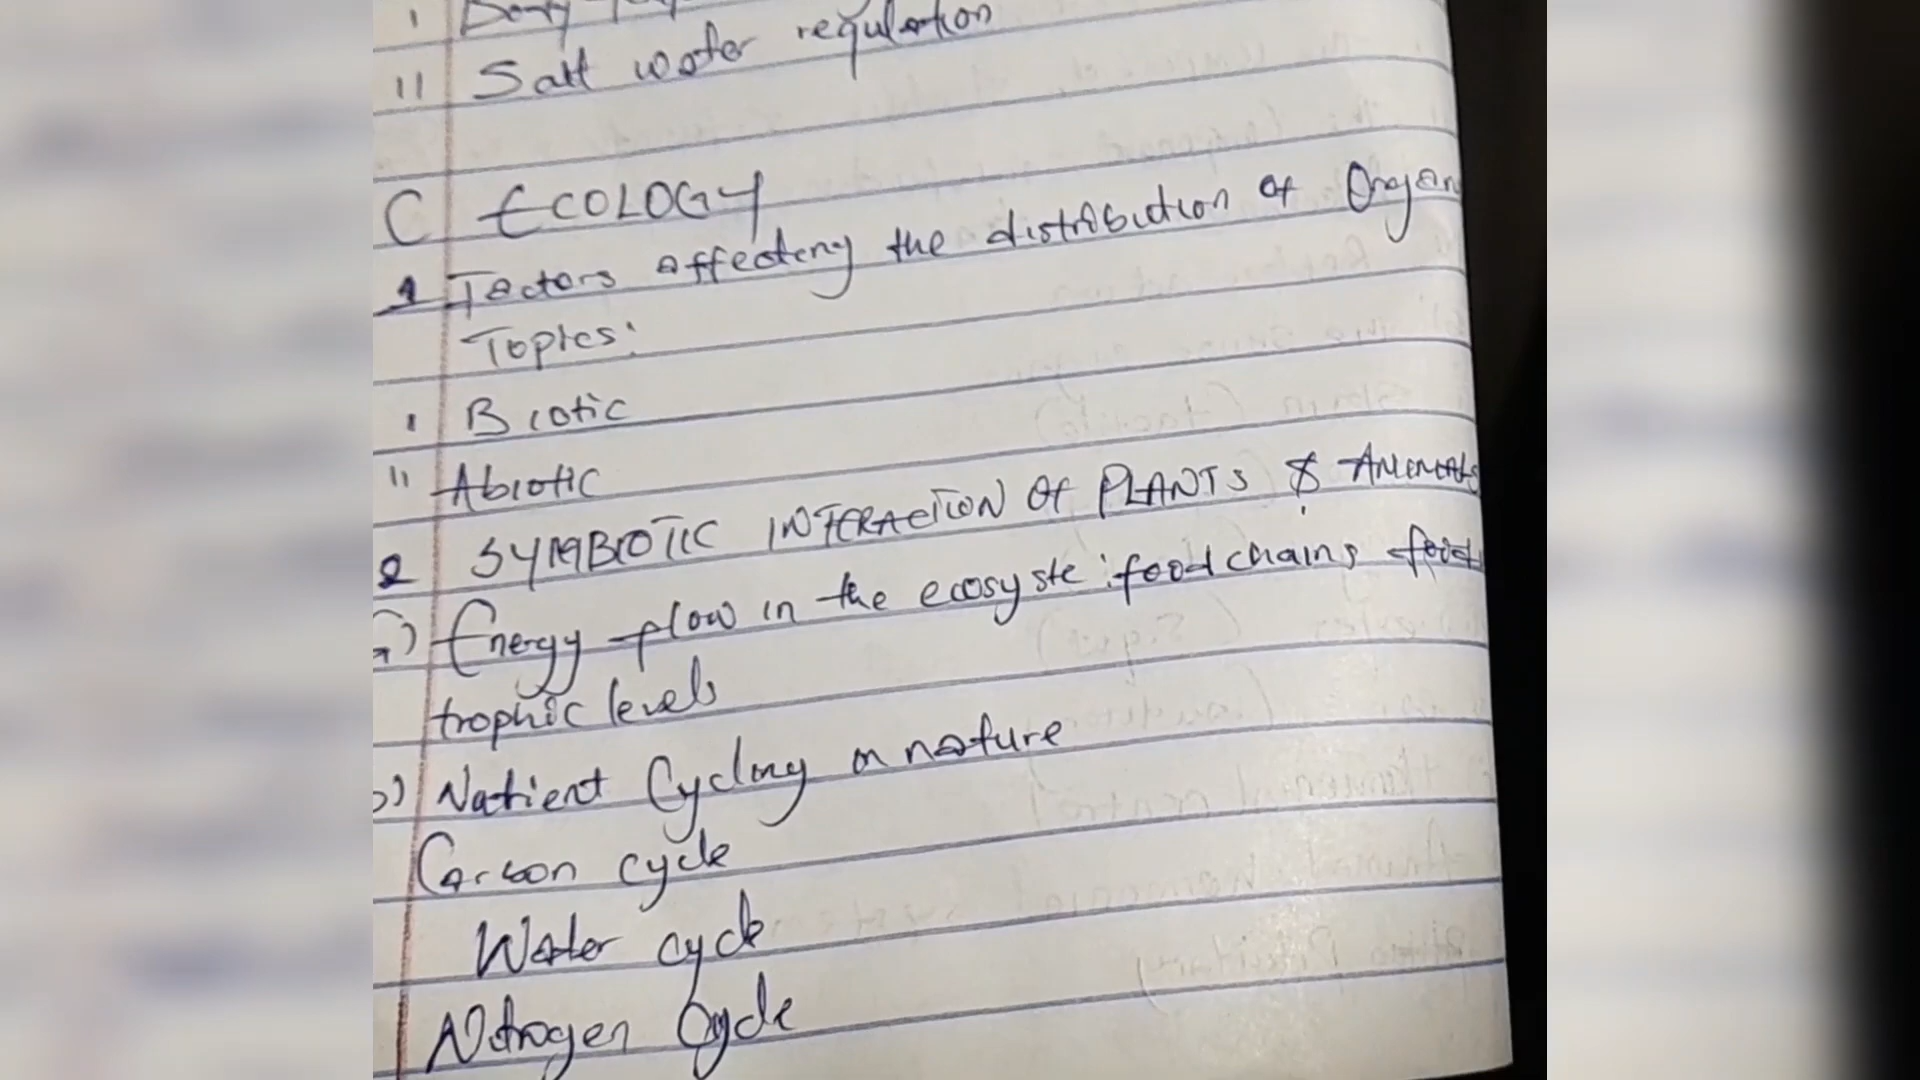 i
ii Salt water regulation
C ECOLOGY
1 Factors affecting the distribution of Organ
Topics:
i Biotic
ii Abiotic
2 SYMBIOTIC INTERACTION Of PLANTS & ANIMALS
a) Energy flow in the ecosyste : food chains food
trophic levels
b) Nutrient Cycling in nature
Carbon cycle
Water cycle
Nitrogen Cycle